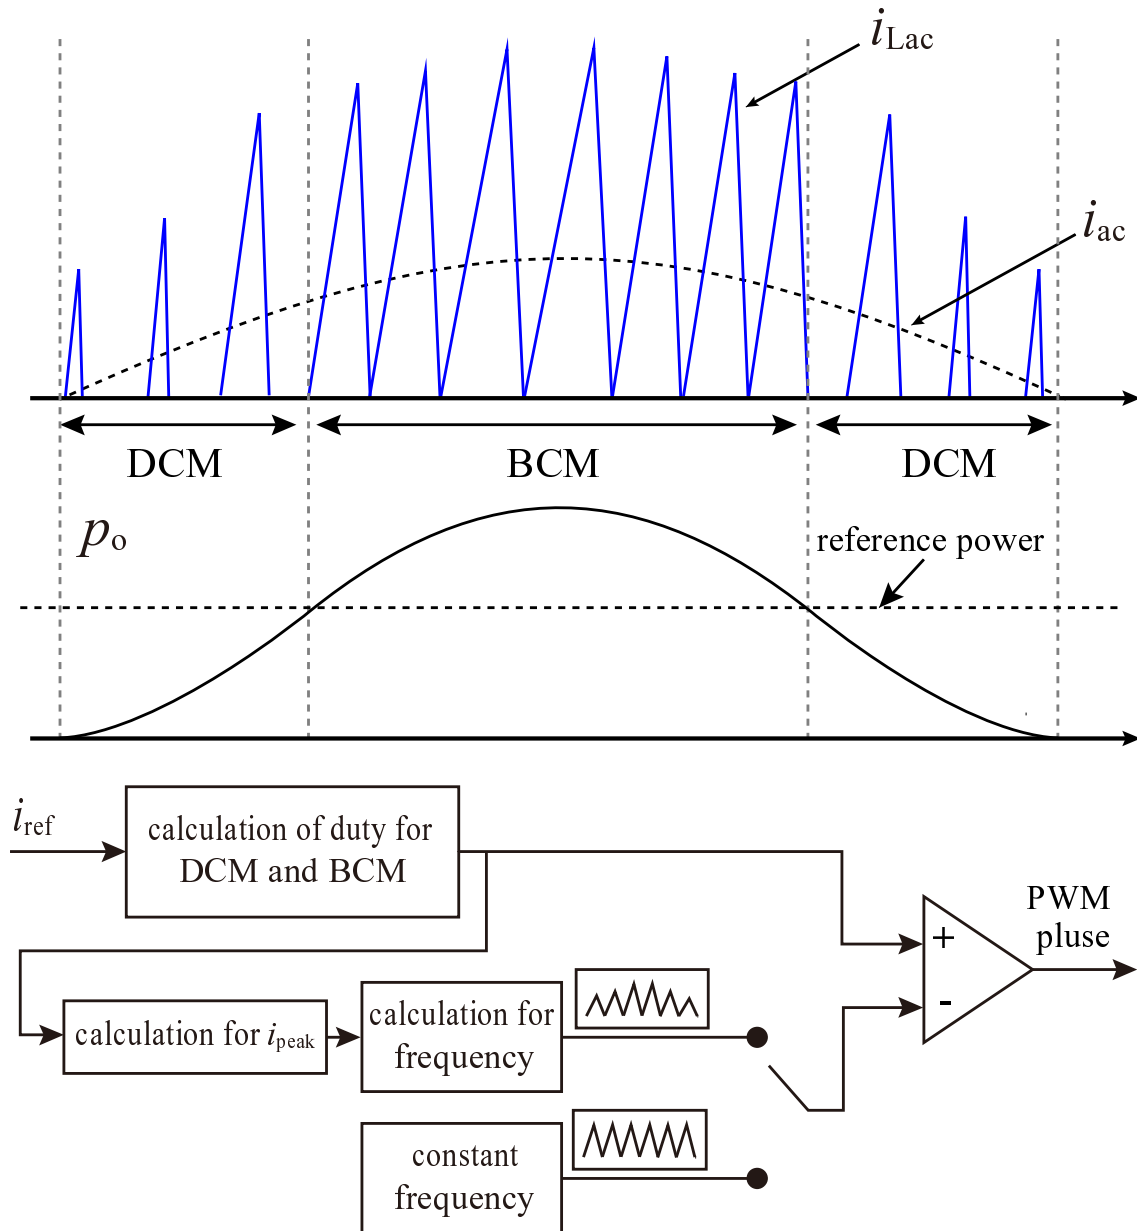 iLac
iac
DCM
BCM
DCM
po
reference power
iref
calculation of duty for
DCM and BCM
PWM
pluse
+
-
calculation for ipeak
calculation for
frequency
constant
frequency